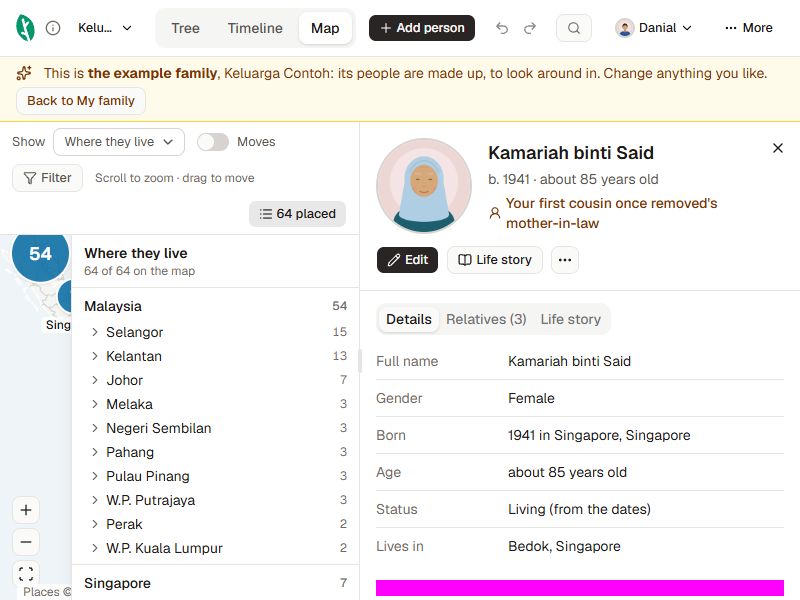 Kelu...
Tree
Timeline
Map
Add person
Danial
More
This is the example family, Keluarga Contoh: its people are made up, to look around in. Change anything you like.
Back to My family
Show
Where they live
Moves
Filter
Scroll to zoom · drag to move
64 placed
54
Sing
Where they live
64 of 64 on the map
Malaysia 54
Selangor 15
Kelantan 13
Johor 7
Melaka 3
Negeri Sembilan 3
Pahang 3
Pulau Pinang 3
W.P. Putrajaya 3
Perak 2
W.P. Kuala Lumpur 2
Singapore 7
Places ©
Kamariah binti Said
b. 1941 · about 85 years old
Your first cousin once removed's
mother-in-law
Edit
Life story
Details
Relatives (3)
Life story
Full name Kamariah binti Said
Gender Female
Born 1941 in Singapore, Singapore
Age about 85 years old
Status Living (from the dates)
Lives in Bedok, Singapore